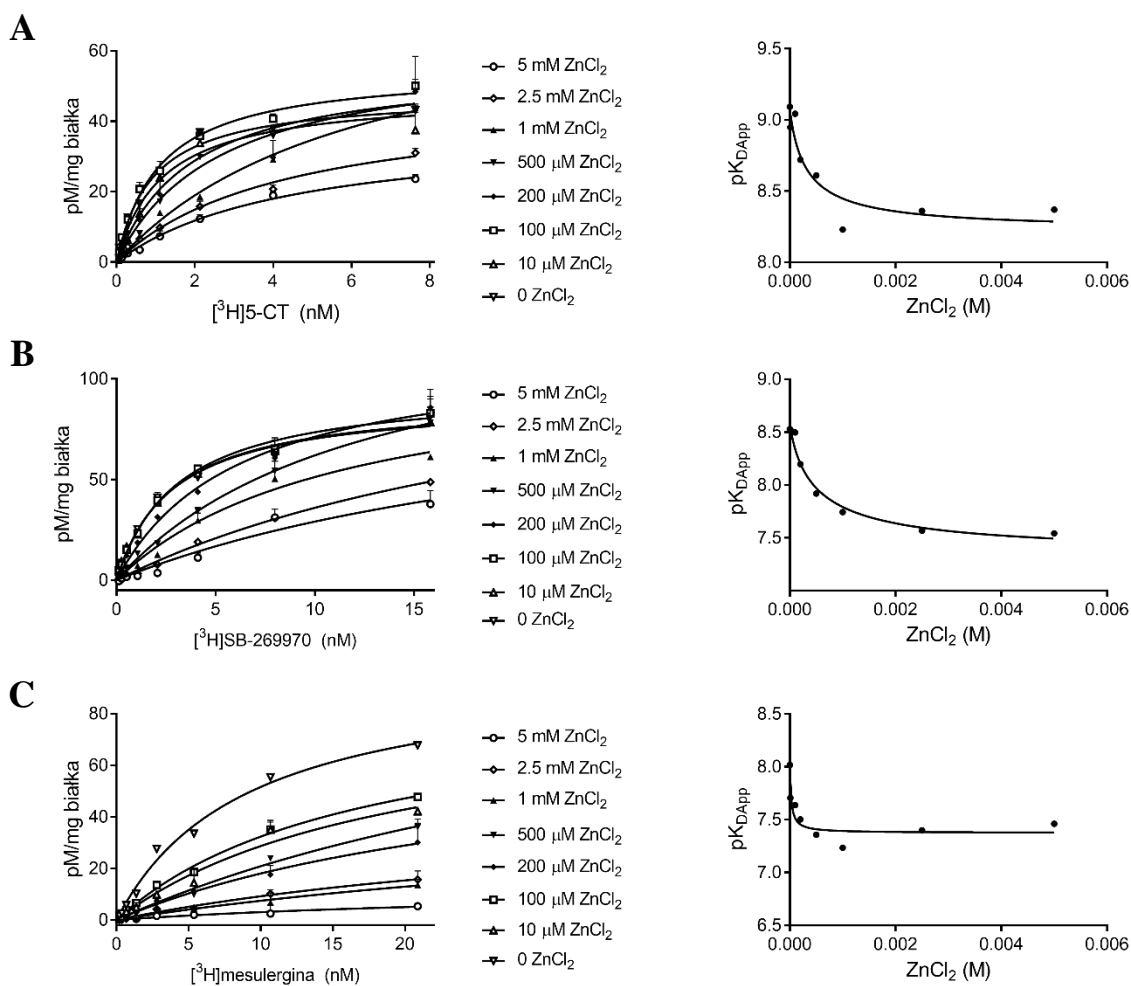 A
60
40
20
0
pM/mg białka
0 2 4 6 8
[³H]5-CT (nM)
5 mM ZnCl₂
2.5 mM ZnCl₂
1 mM ZnCl₂
500 μM ZnCl₂
200 μM ZnCl₂
100 μM ZnCl₂
10 μM ZnCl₂
0 ZnCl₂
9.5
9.0
8.5
8.0
pK_DApp
0.000 0.002 0.004 0.006
ZnCl₂ (M)
B
100
50
0
pM/mg białka
0 5 10 15
[³H]SB-269970 (nM)
5 mM ZnCl₂
2.5 mM ZnCl₂
1 mM ZnCl₂
500 μM ZnCl₂
200 μM ZnCl₂
100 μM ZnCl₂
10 μM ZnCl₂
0 ZnCl₂
9.0
8.5
8.0
7.5
pK_DApp
0.000 0.002 0.004 0.006
ZnCl₂ (M)
C
80
60
40
20
0
pM/mg białka
0 5 10 15 20
[³H]mesulergina (nM)
5 mM ZnCl₂
2.5 mM ZnCl₂
1 mM ZnCl₂
500 μM ZnCl₂
200 μM ZnCl₂
100 μM ZnCl₂
10 μM ZnCl₂
0 ZnCl₂
8.5
8.0
7.5
7.0
6.5
pK_DApp
0.000 0.002 0.004 0.006
ZnCl₂ (M)